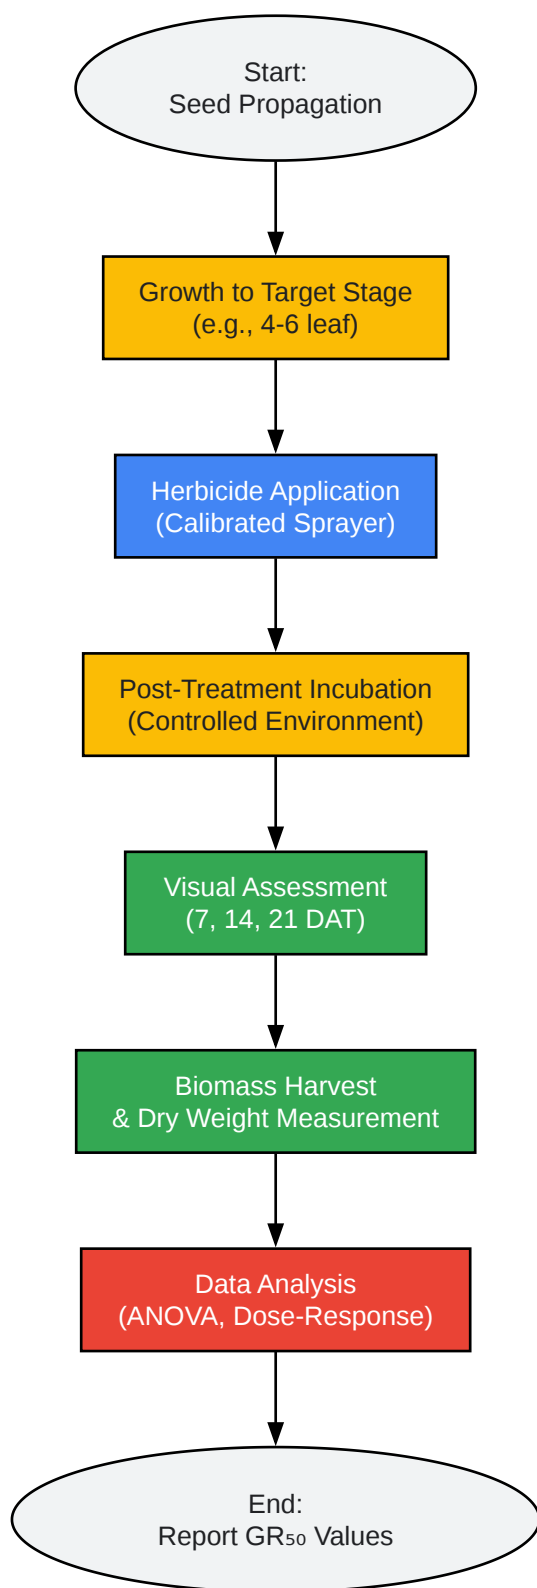 Start:
Seed Propagation
Growth to Target Stage
(e.g., 4-6 leaf)
Herbicide Application
(Calibrated Sprayer)
Post-Treatment Incubation
(Controlled Environment)
Visual Assessment
(7, 14, 21 DAT)
Biomass Harvest
& Dry Weight Measurement
Data Analysis
(ANOVA, Dose-Response)
End:
Report GR₅₀ Values